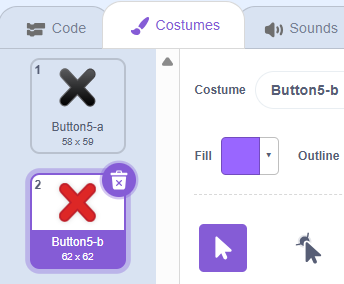 Code
Costumes
Sounds
1
Button5-a
58 x 59
2
Button5-b
62 x 62
Costume
Button5-b
Fill
Outline